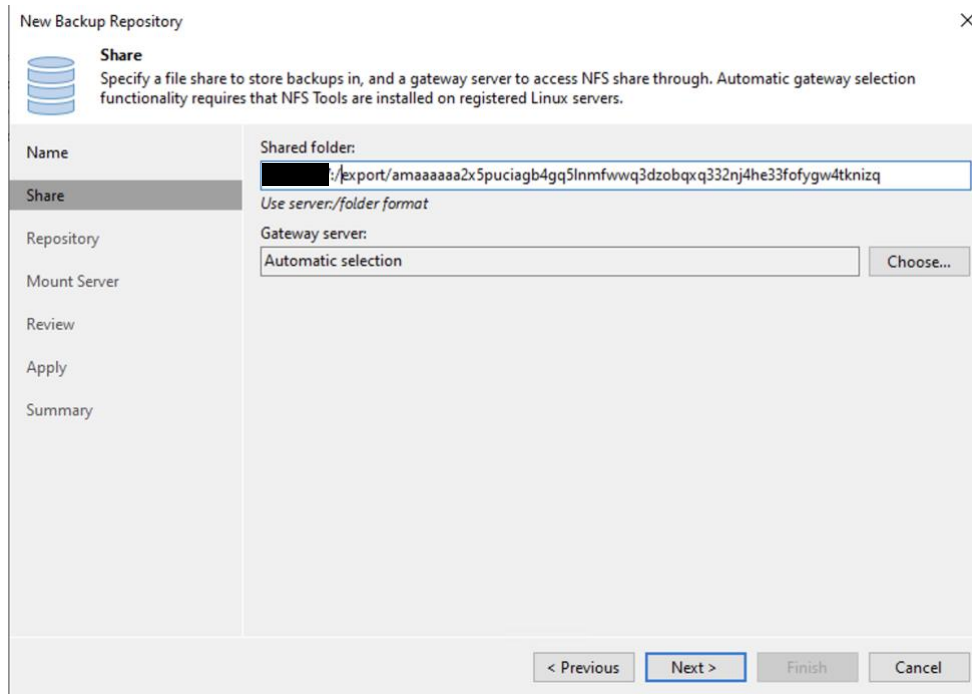 New Backup Repository
Share
Specify a file share to store backups in, and a gateway server to access NFS share through. Automatic gateway selection
functionality requires that NFS Tools are installed on registered Linux servers.
Name
Share
Repository
Mount Server
Review
Apply
Summary
Shared folder:
:/export/amaaaaaa2x5puciagb4gq5lnmfwwq3dzobqxq332nj4he33fofygw4tknizq
Use server:/folder format
Gateway server:
Automatic selection
Choose...
< Previous
Next >
Finish
Cancel